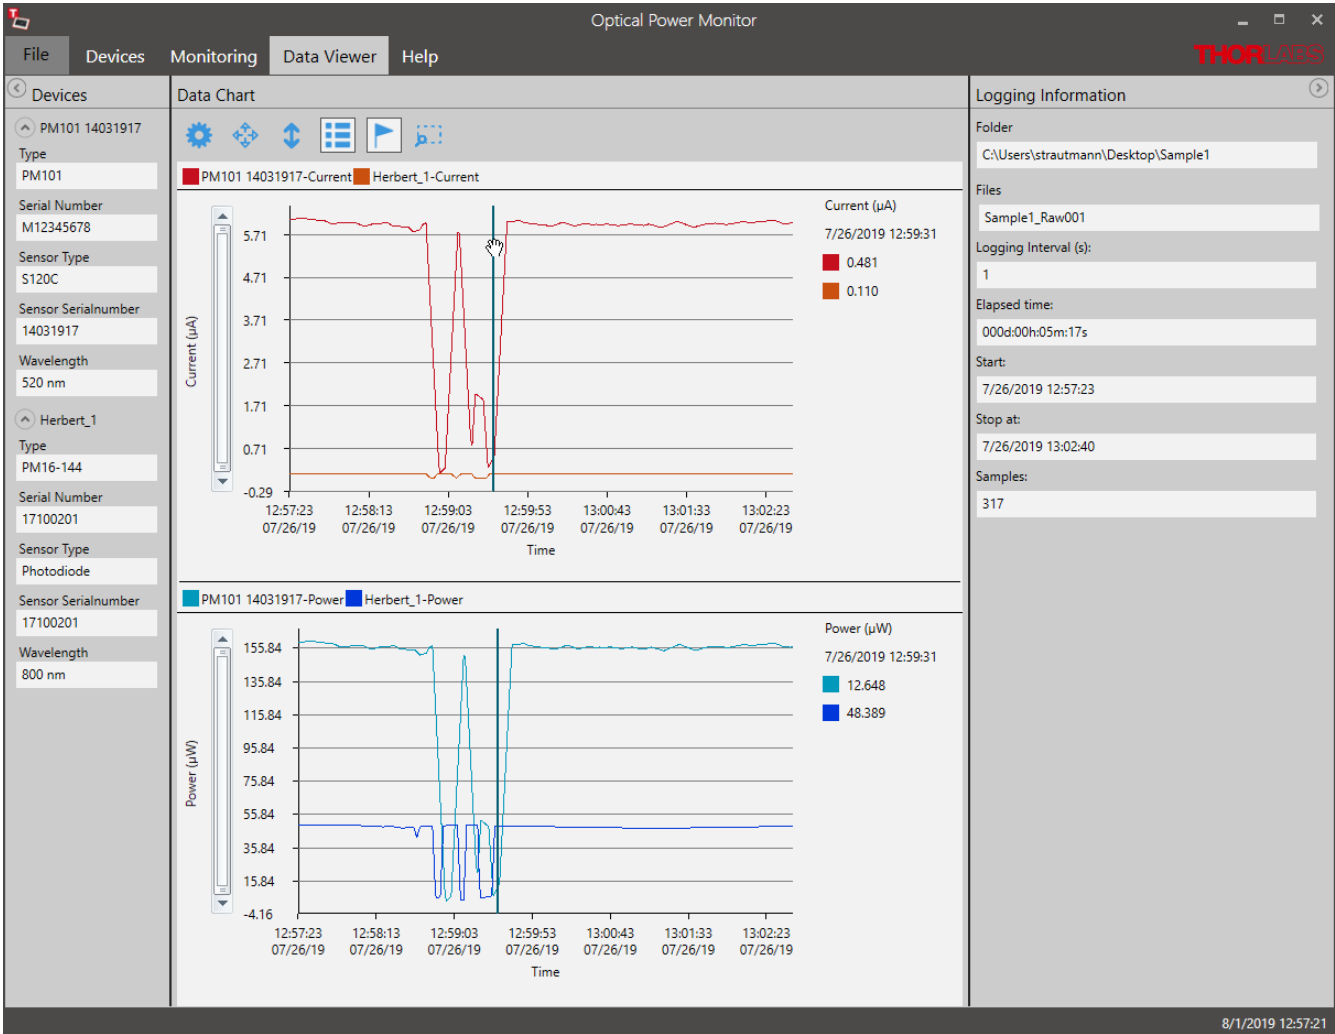 Optical Power Monitor
File Devices Monitoring Data Viewer Help
THORLABS
Devices
PM101 14031917
Type
PM101
Serial Number
M12345678
Sensor Type
S120C
Sensor Serialnumber
14031917
Wavelength
520 nm
Herbert_1
Type
PM16-144
Serial Number
17100201
Sensor Type
Photodiode
Sensor Serialnumber
17100201
Wavelength
800 nm
Data Chart
PM101 14031917-Current Herbert_1-Current
Current (µA)
5.71
4.71
3.71
2.71
1.71
0.71
-0.29
12:57:23 12:58:13 12:59:03 12:59:53 13:00:43 13:01:33 13:02:23
07/26/19 07/26/19 07/26/19 07/26/19 07/26/19 07/26/19 07/26/19
Time
Current (µA)
7/26/2019 12:59:31
0.481
0.110
PM101 14031917-Power Herbert_1-Power
Power (µW)
155.84
135.84
115.84
95.84
75.84
55.84
35.84
15.84
-4.16
12:57:23 12:58:13 12:59:03 12:59:53 13:00:43 13:01:33 13:02:23
07/26/19 07/26/19 07/26/19 07/26/19 07/26/19 07/26/19 07/26/19
Time
Power (µW)
7/26/2019 12:59:31
12.648
48.389
Logging Information
Folder
C:\Users\strautmann\Desktop\Sample1
Files
Sample1_Raw001
Logging Interval (s):
1
Elapsed time:
000d:00h:05m:17s
Start:
7/26/2019 12:57:23
Stop at:
7/26/2019 13:02:40
Samples:
317
8/1/2019 12:57:21